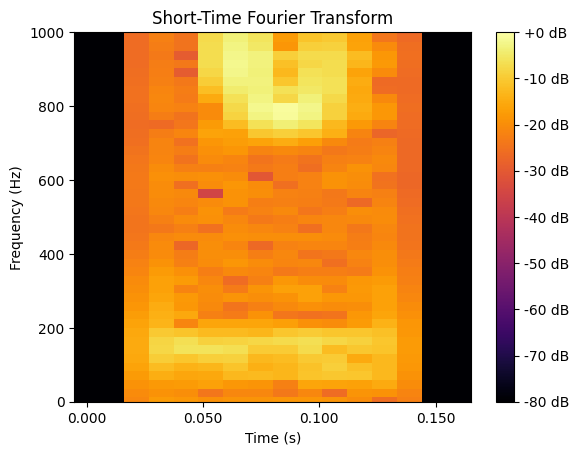 Short-Time Fourier Transform
1000
800
600
400
200
0
Frequency (Hz)
0.000
0.050
0.100
0.150
Time (s)
+0 dB
-10 dB
-20 dB
-30 dB
-40 dB
-50 dB
-60 dB
-70 dB
-80 dB